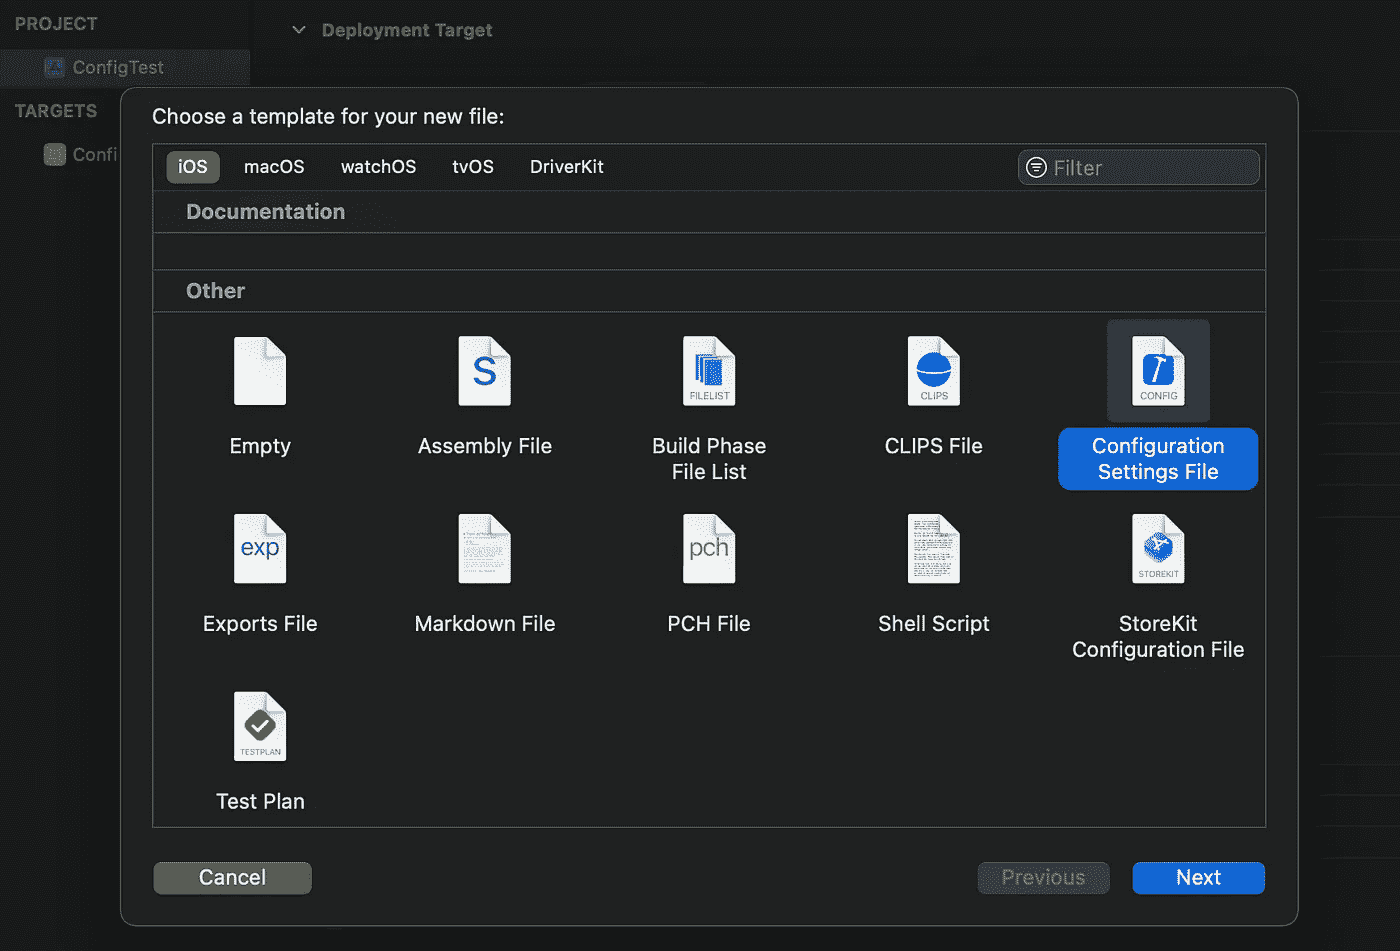 PROJECT
Deployment Target
ConfigTest
TARGETS
Confi
Choose a template for your new file:
iOS macOS watchOS tvOS DriverKit Filter
Documentation
Other
S
FILELIST
CLIPS
CONFIG
Empty
Assembly File
Build Phase
File List
CLIPS File
Configuration
Settings File
exp
pch
STOREKIT
Exports File
Markdown File
PCH File
Shell Script
StoreKit
Configuration File
TESTPLAN
Test Plan
Cancel
Previous
Next